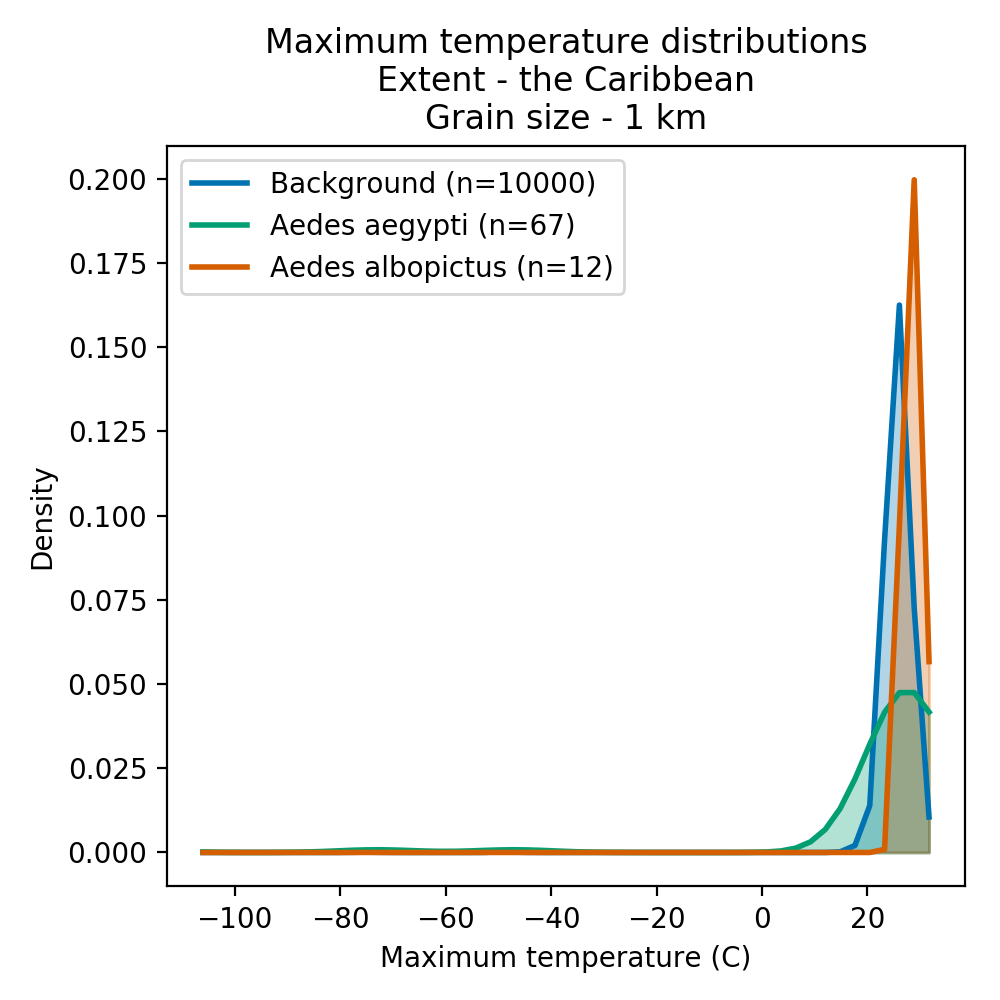 Maximum temperature distributions
Extent - the Caribbean
Grain size - 1 km
Background (n=10000)
Aedes aegypti (n=67)
Aedes albopictus (n=12)
0.200
0.175
0.150
0.125
0.100
0.075
0.050
0.025
0.000
Density
−100 −80 −60 −40 −20 0 20
Maximum temperature (C)